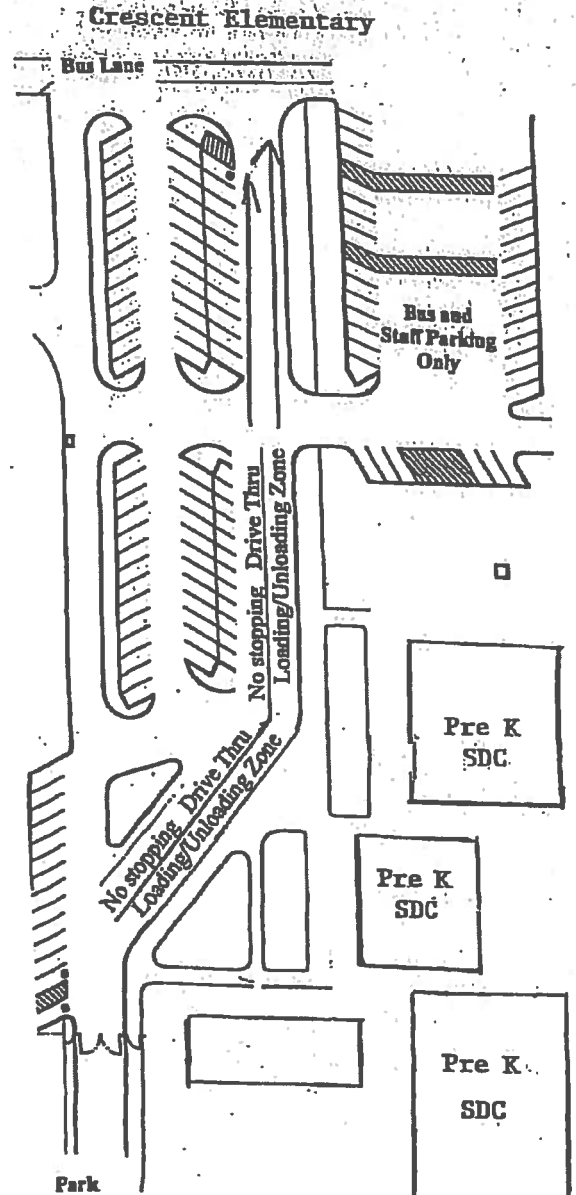 Crescent Elementary
Bus Lane
Bus and
Staff Parking
Only
No stopping Drive Thru
Loading/Unloading Zone
Pre K
SDC
No stopping Drive Thru
Loading/Unloading Zone
Pre K
SDC
Pre K
SDC
Park